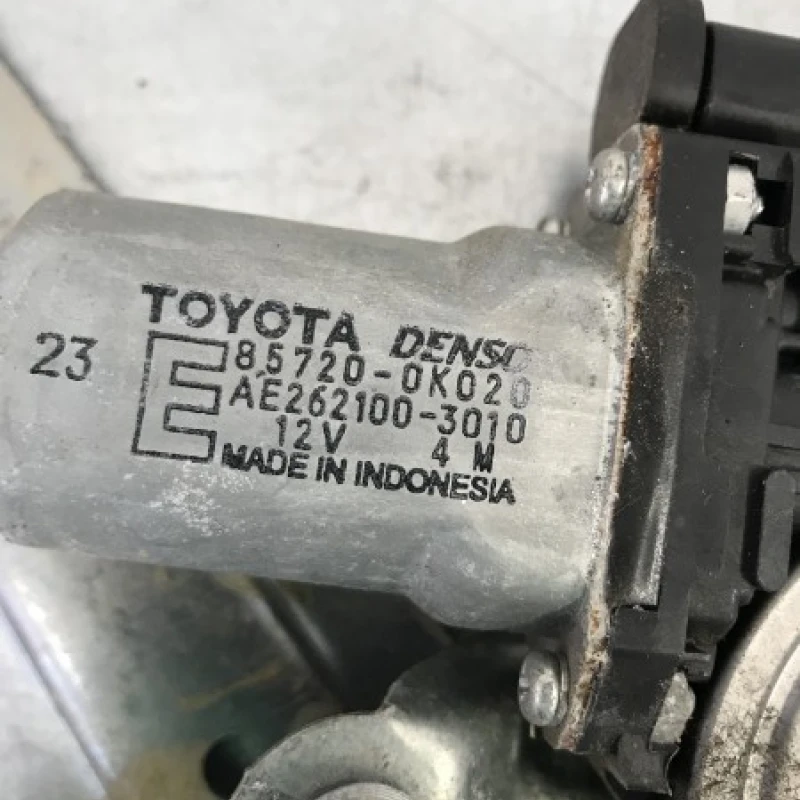 TOYOTA DENSO
23 E 85720-0K020
AE262100-3010
12V 4 M
MADE IN INDONESIA